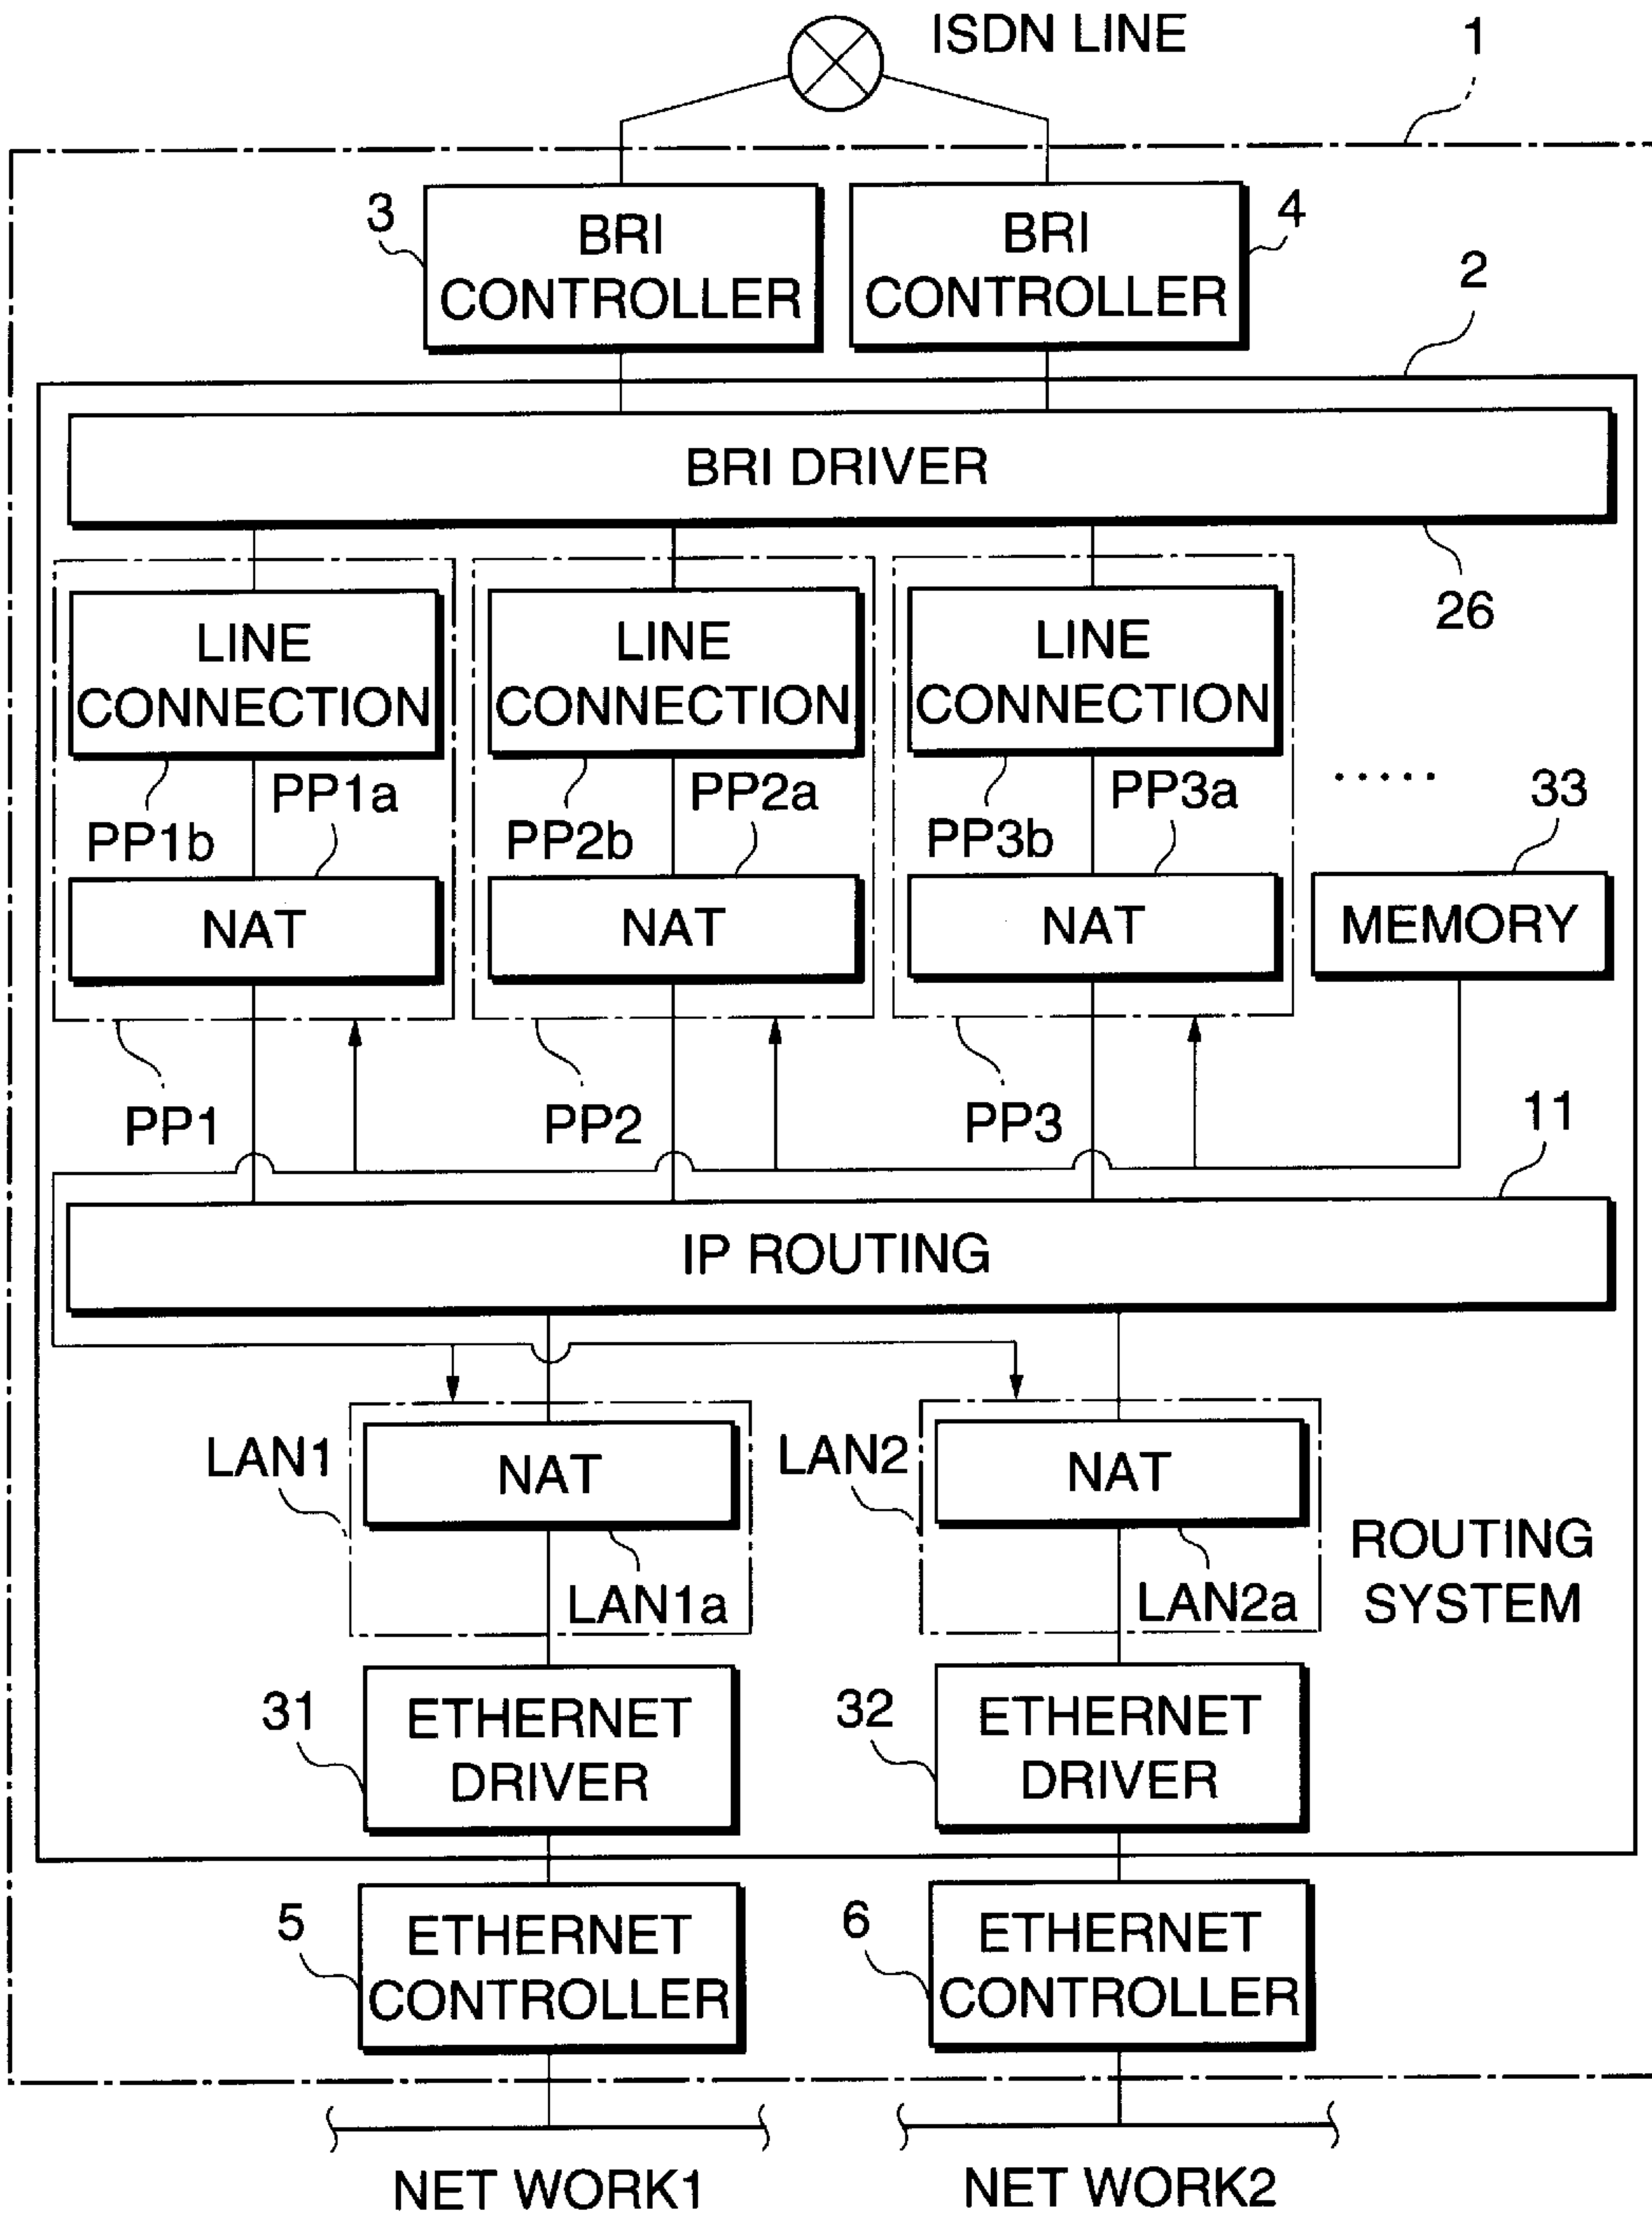 ISDN LINE
1
3
BRI
CONTROLLER
BRI
CONTROLLER
4
2
BRI DRIVER
26
LINE
CONNECTION
LINE
CONNECTION
LINE
CONNECTION
.....
PP1b
PP1a
PP2b
PP2a
PP3b
PP3a
33
NAT
NAT
NAT
MEMORY
PP1
PP2
PP3
11
IP ROUTING
LAN1
NAT
LAN1a
LAN2
NAT
LAN2a
ROUTING
SYSTEM
31
ETHERNET
DRIVER
32
ETHERNET
DRIVER
5
ETHERNET
CONTROLLER
6
ETHERNET
CONTROLLER
NET WORK1
NET WORK2